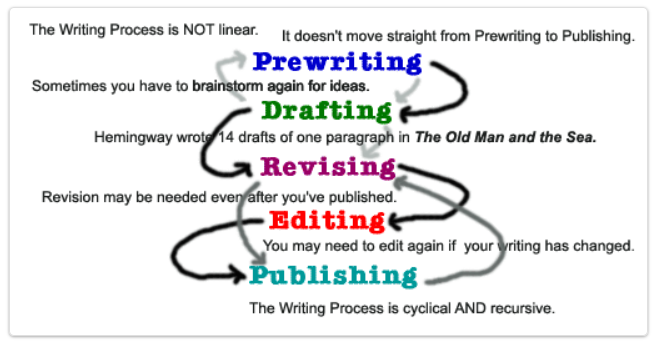 The Writing Process is NOT linear.
It doesn't move straight from Prewriting to Publishing.
Prewriting
Sometimes you have to brainstorm again for ideas.
Drafting
Hemingway wrote 14 drafts of one paragraph in The Old Man and the Sea.
Revising
Revision may be needed even after you've published.
Editing
You may need to edit again if your writing has changed.
Publishing
The Writing Process is cyclical AND recursive.